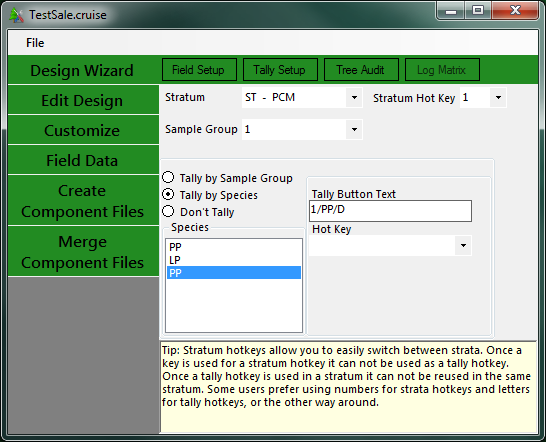 TestSale.cruise
File
Design Wizard
Field Setup Tally Setup Tree Audit Log Matrix
Edit Design
Stratum ST - PCM Stratum Hot Key 1
Customize
Sample Group 1
Field Data
Create
Component Files
Merge
Component Files
Tally by Sample Group
Tally by Species
Don't Tally
Species
PP
LP
PP
Tally Button Text
1/PP/D
Hot Key
Tip: Stratum hotkeys allow you to easily switch between strata. Once a
key is used for a stratum hotkey it can not be used as a tally hotkey.
Once a tally hotkey is used in a stratum it can not be reused in the same
stratum. Some users prefer using numbers for strata hotkeys and letters
for tally hotkeys, or the other way around.